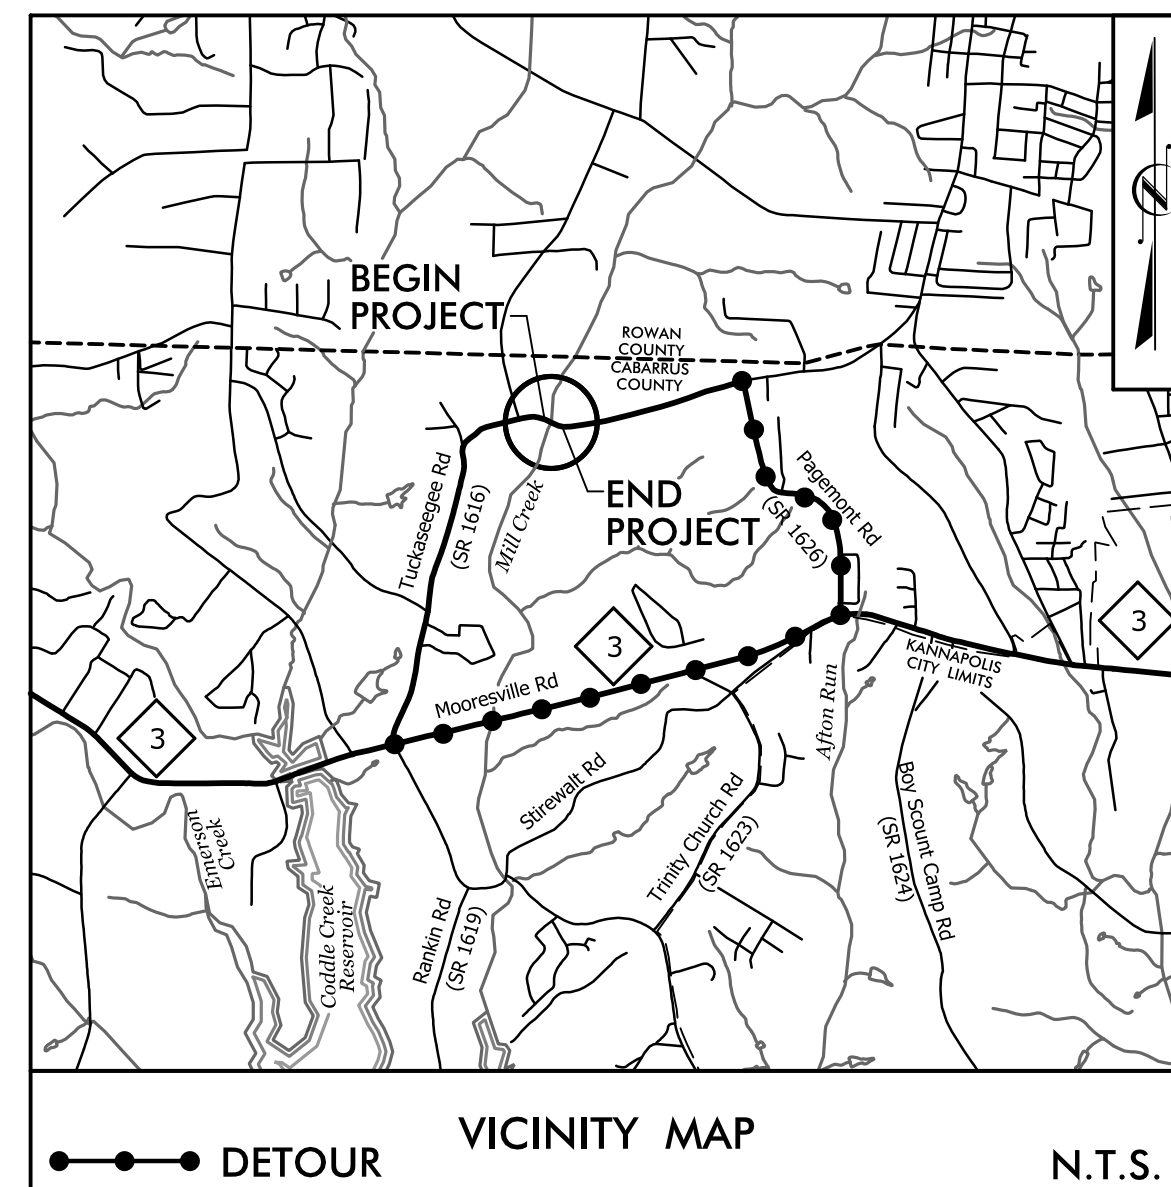 BEGIN
PROJECT
ROWAN
COUNTY
CABARRUS
COUNTY
N
Tuckaseegee Rd
(SR 1616)
Mill Creek
END
PROJECT
Pagemont Rd
(SR 1626)
3
3
KANNAPOLIS
CITY LIMITS
Mooresville Rd
Afton Run
3
Stirewalt Rd
Trinity Church Rd
(SR 1623)
Boy Scount Camp Rd
(SR 1624)
Emerson
Creek
Coddle Creek
Reservoir
Rankin Rd
(SR 1619)
VICINITY MAP
DETOUR
N.T.S.